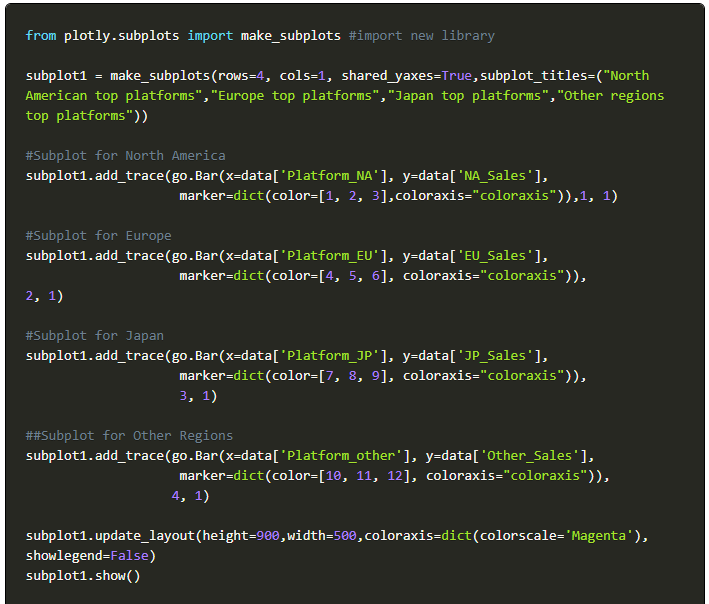 from plotly.subplots import make_subplots #import new library
subplot1 = make_subplots(rows=4, cols=1, shared_yaxes=True,subplot_titles=("North
American top platforms","Europe top platforms","Japan top platforms","Other regions
top platforms"))
#Subplot for North America
subplot1.add_trace(go.Bar(x=data['Platform_NA'], y=data['NA_Sales'],
marker=dict(color=[1, 2, 3],coloraxis="coloraxis")),1, 1)
#Subplot for Europe
subplot1.add_trace(go.Bar(x=data['Platform_EU'], y=data['EU_Sales'],
marker=dict(color=[4, 5, 6], coloraxis="coloraxis")),
2, 1)
#Subplot for Japan
subplot1.add_trace(go.Bar(x=data['Platform_JP'], y=data['JP_Sales'],
marker=dict(color=[7, 8, 9], coloraxis="coloraxis")),
3, 1)
##Subplot for Other Regions
subplot1.add_trace(go.Bar(x=data['Platform_other'], y=data['Other_Sales'],
marker=dict(color=[10, 11, 12], coloraxis="coloraxis")),
4, 1)
subplot1.update_layout(height=900,width=500,coloraxis=dict(colorscale='Magenta'),
showlegend=False)
subplot1.show()